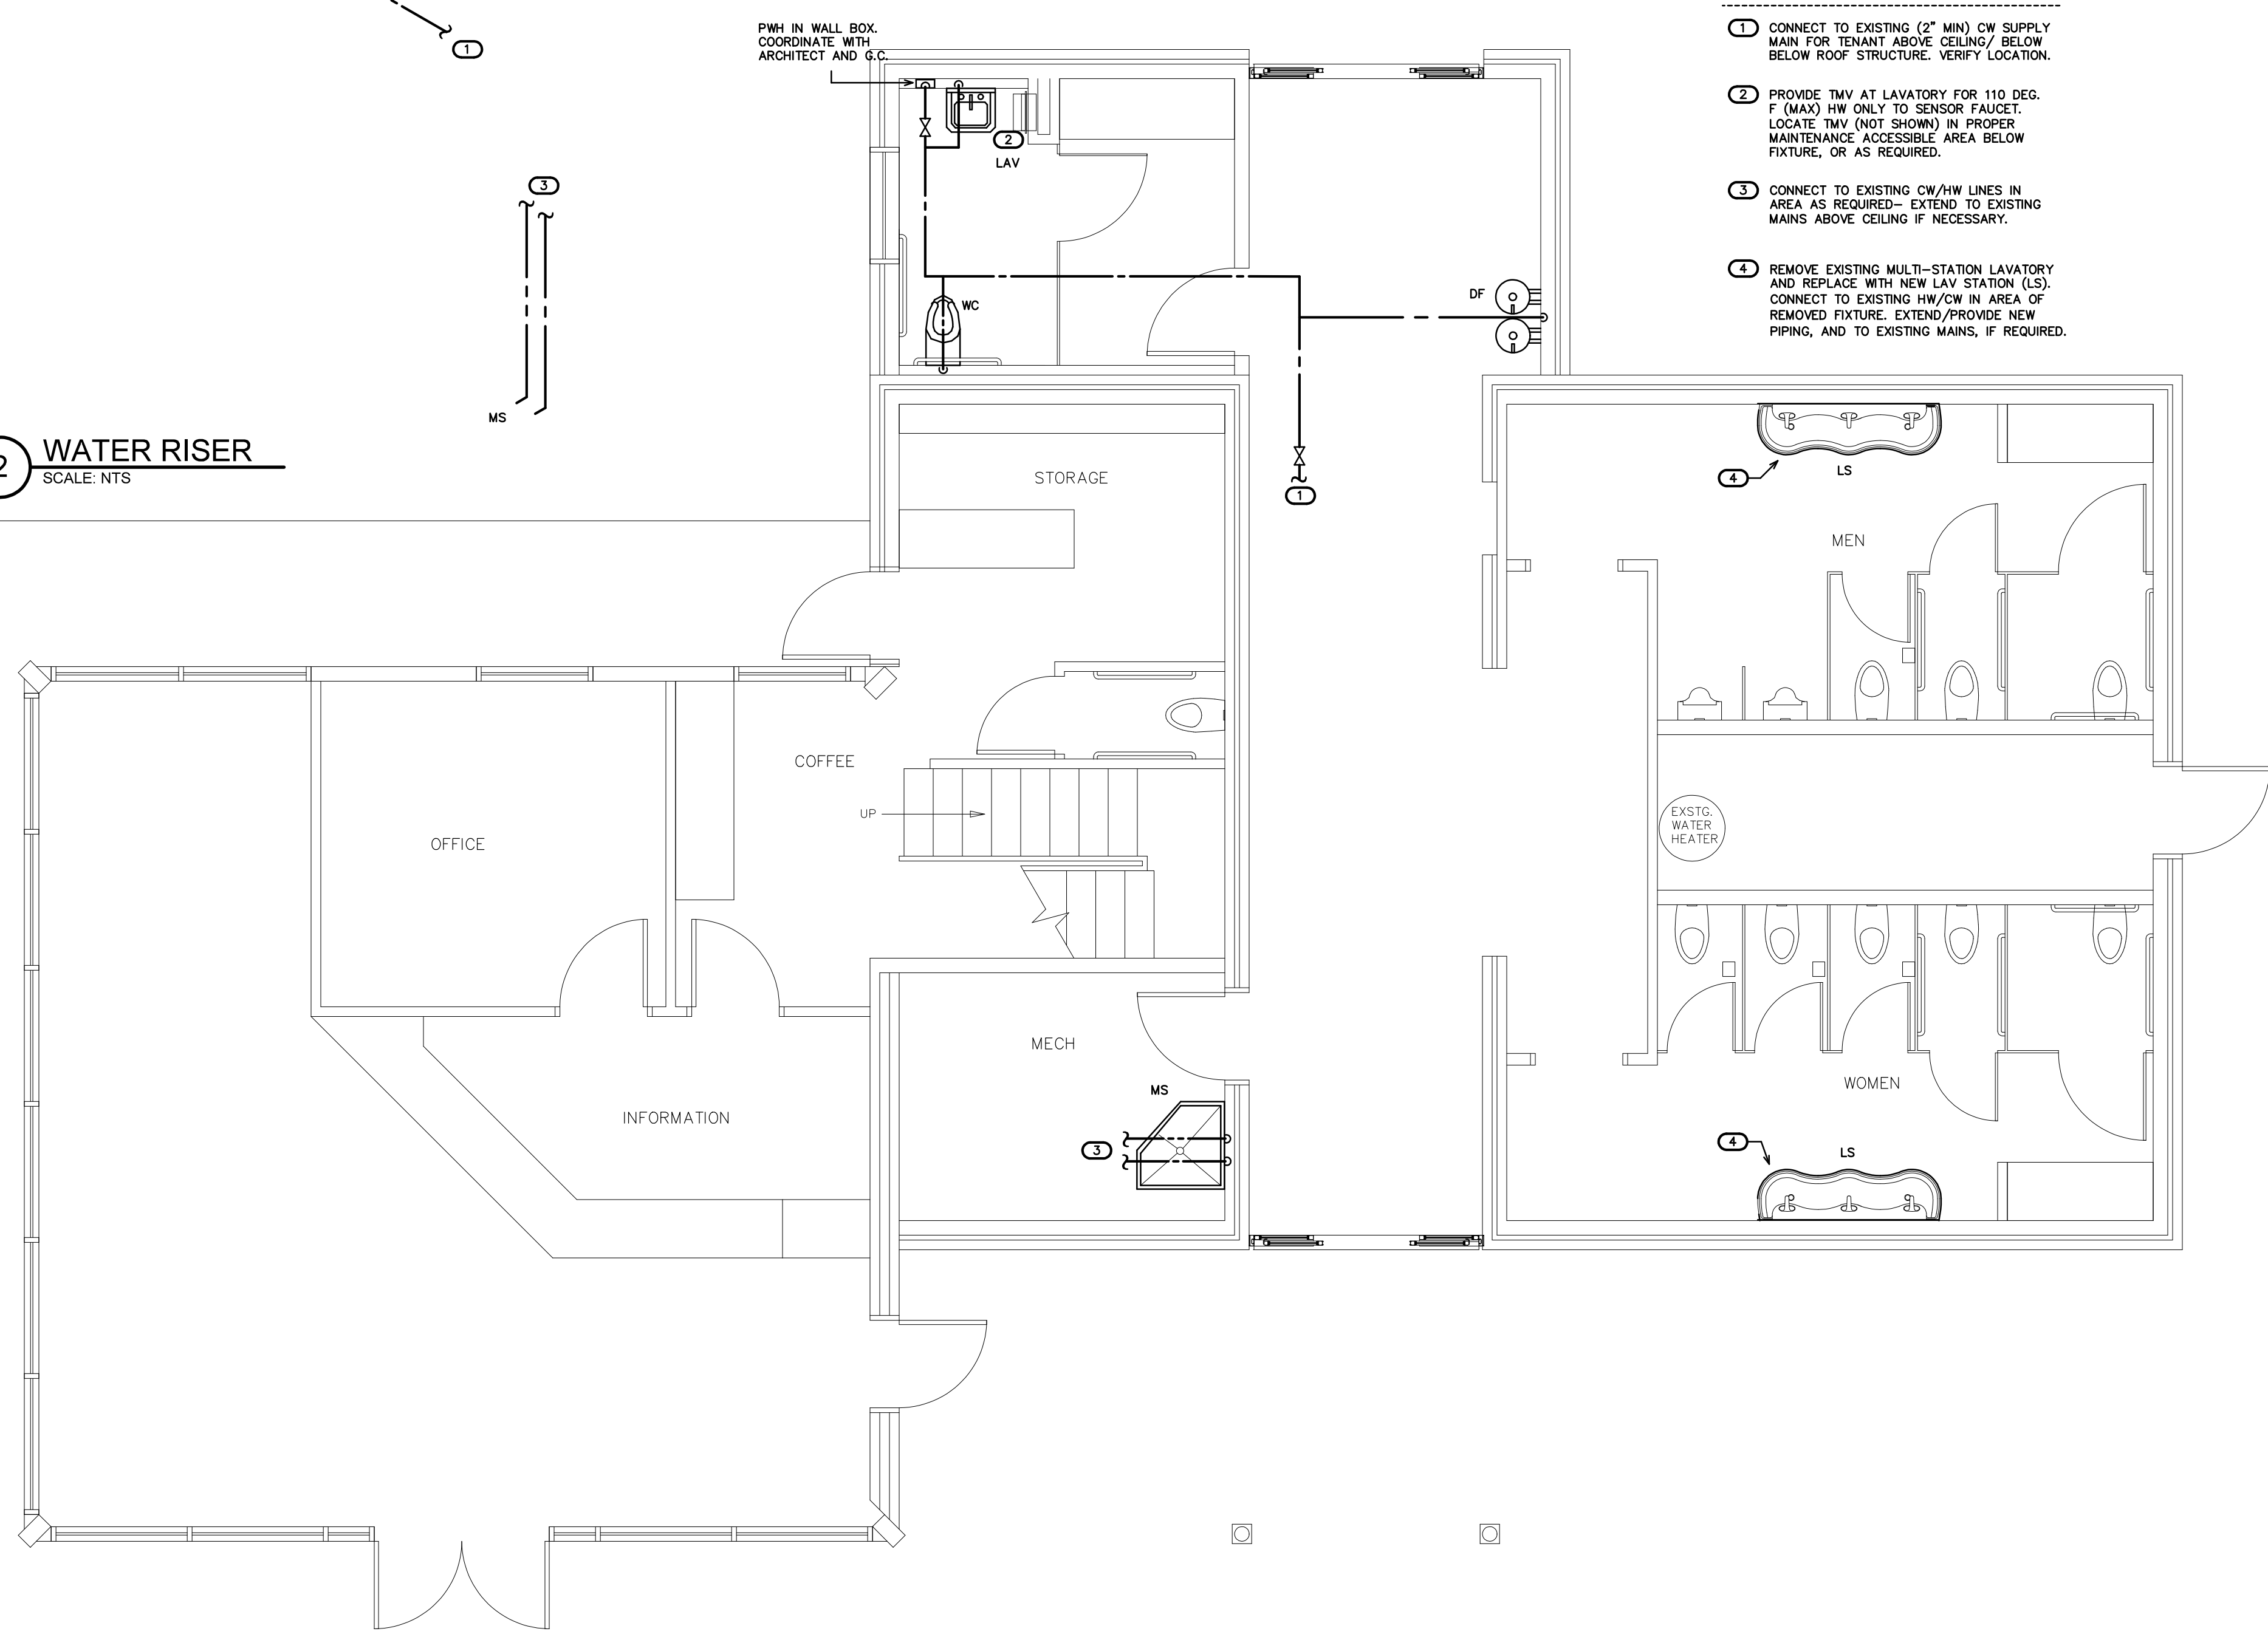 1
PWH IN WALL BOX.
COORDINATE WITH
ARCHITECT AND G.C.
1 CONNECT TO EXISTING (2" MIN) CW SUPPLY
MAIN FOR TENANT ABOVE CEILING/ BELOW
BELOW ROOF STRUCTURE. VERIFY LOCATION.
2 PROVIDE TMV AT LAVATORY FOR 110 DEG.
F (MAX) HW ONLY TO SENSOR FAUCET.
LOCATE TMV (NOT SHOWN) IN PROPER
MAINTENANCE ACCESSIBLE AREA BELOW
FIXTURE, OR AS REQUIRED.
3 CONNECT TO EXISTING CW/HW LINES IN
AREA AS REQUIRED– EXTEND TO EXISTING
MAINS ABOVE CEILING IF NECESSARY.
4 REMOVE EXISTING MULTI–STATION LAVATORY
AND REPLACE WITH NEW LAV STATION (LS).
CONNECT TO EXISTING HW/CW IN AREA OF
REMOVED FIXTURE. EXTEND/PROVIDE NEW
PIPING, AND TO EXISTING MAINS, IF REQUIRED.
2
LAV
3
WC
DF
MS
2 WATER RISER
SCALE: NTS
STORAGE
1
4
LS
MEN
COFFEE
UP
OFFICE
EXSTG.
WATER
HEATER
MECH
WOMEN
MS
INFORMATION
3
4
LS